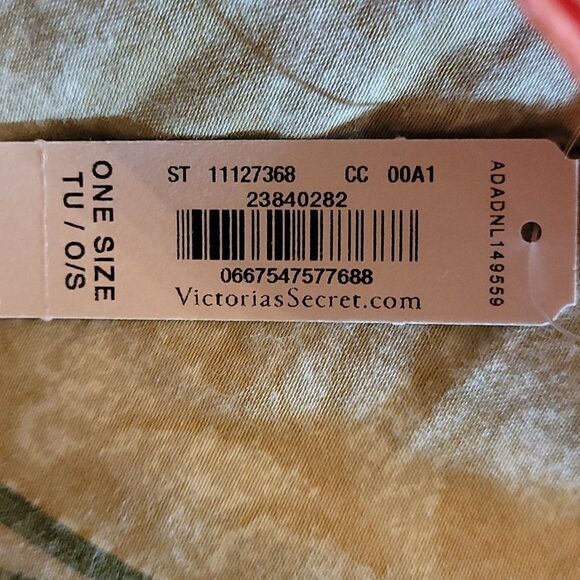 ONE SIZE
TU / O/S
ST 11127368 CC 00A1
23840282
0667547577688
VictoriasSecret.com
ADADNL149559